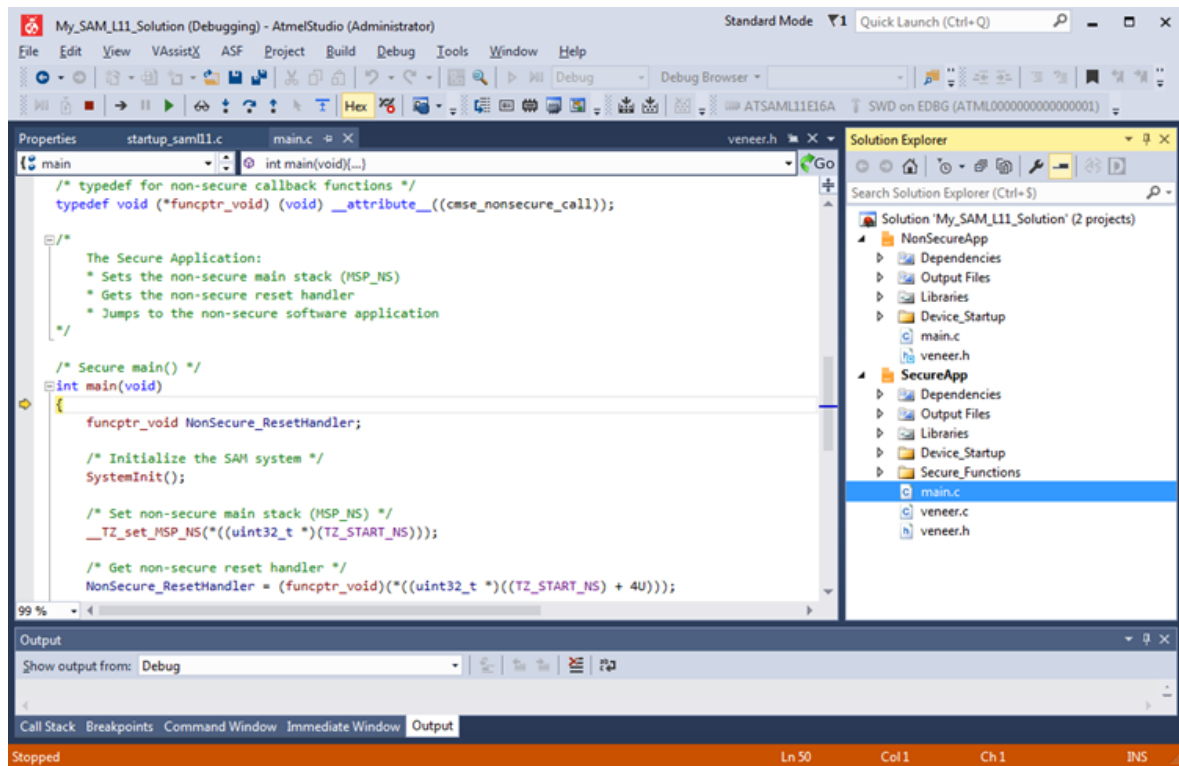 My_SAM_L11_Solution (Debugging) - AtmelStudio (Administrator)
Standard Mode 1 Quick Launch (Ctrl+Q)
File Edit View VAssistX ASF Project Build Debug Tools Window Help
Debug Debug Browser
Hex ATSAML11E16A SWD on EDBG (ATML0000000000000001)
Properties startup_saml11.c main.c veneer.h
main int main(void){...} Go
/* typedef for non-secure callback functions */
typedef void (*funcptr_void) (void) __attribute__((cmse_nonsecure_call));
/*
The Secure Application:
* Sets the non-secure main stack (MSP_NS)
* Gets the non-secure reset handler
* Jumps to the non-secure software application
*/
/* Secure main() */
int main(void)
{
funcptr_void NonSecure_ResetHandler;
/* Initialize the SAM system */
SystemInit();
/* Set non-secure main stack (MSP_NS) */
__TZ_set_MSP_NS(*((uint32_t *)(TZ_START_NS)));
/* Get non-secure reset handler */
NonSecure_ResetHandler = (funcptr_void)(*((uint32_t *)((TZ_START_NS) + 4U)));
99 %
Solution Explorer
Search Solution Explorer (Ctrl+$)
Solution 'My_SAM_L11_Solution' (2 projects)
NonSecureApp
Dependencies
Output Files
Libraries
Device_Startup
main.c
veneer.h
SecureApp
Dependencies
Output Files
Libraries
Device_Startup
Secure_Functions
main.c
veneer.c
veneer.h
Output
Show output from: Debug
Call Stack Breakpoints Command Window Immediate Window Output
Stopped Ln 50 Col 1 Ch 1 INS